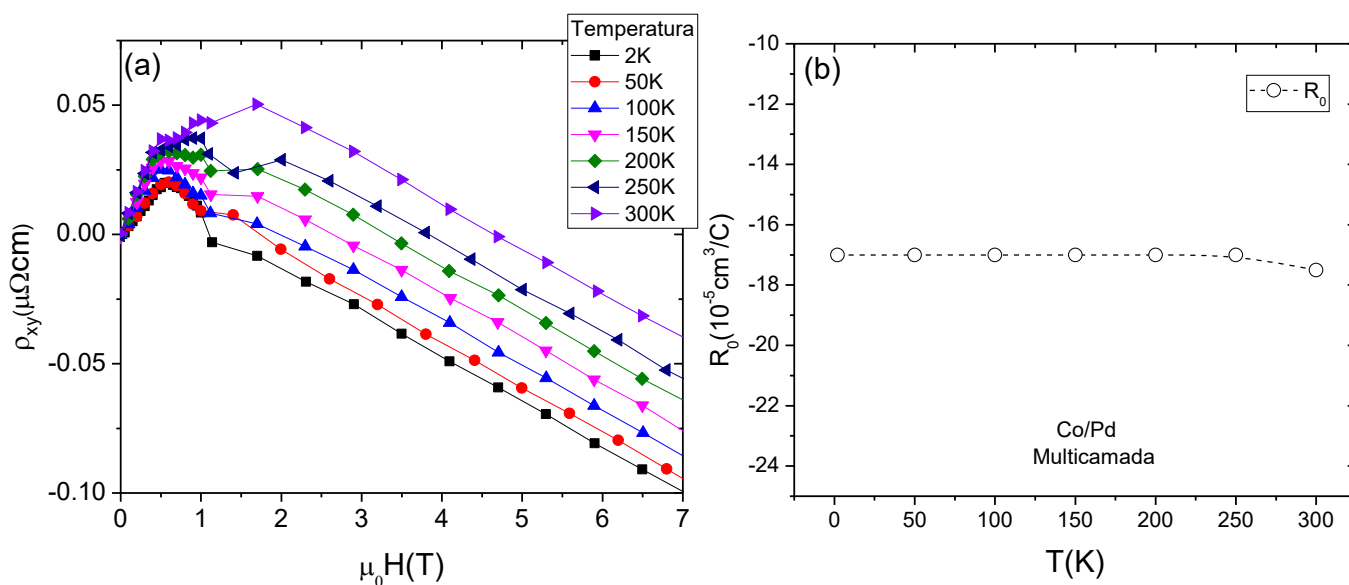 (a)
Temperatura
2K
50K
100K
150K
200K
250K
300K
0.05
0.00
-0.05
-0.10
ρxy(μΩcm)
0 1 2 3 4 5 6 7
μ0H(T)
(b)
R0
-10
-12
-14
-16
-18
-20
-22
-24
R0(10-5cm3/C)
Co/Pd
Multicamada
0 50 100 150 200 250 300
T(K)